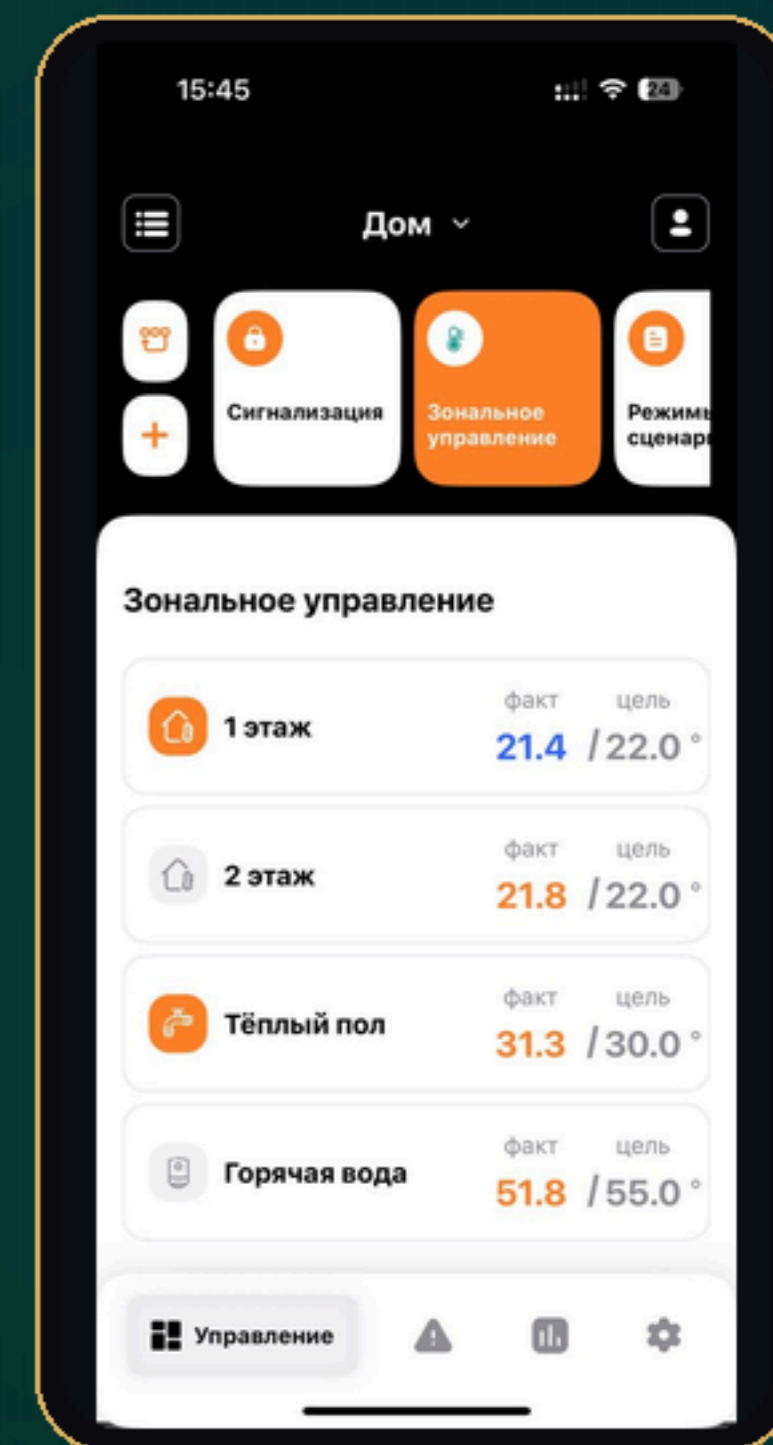 15:45
24
Дом
Сигнализация
Зональное
управление
Зональное управление
факт цель
1 этаж
21.4 / 22.0 °
факт цель
2 этаж
21.8 / 22.0 °
факт цель
Тёплый пол
31.3 / 30.0 °
факт цель
Горячая вода
51.8 / 55.0 °
Управление